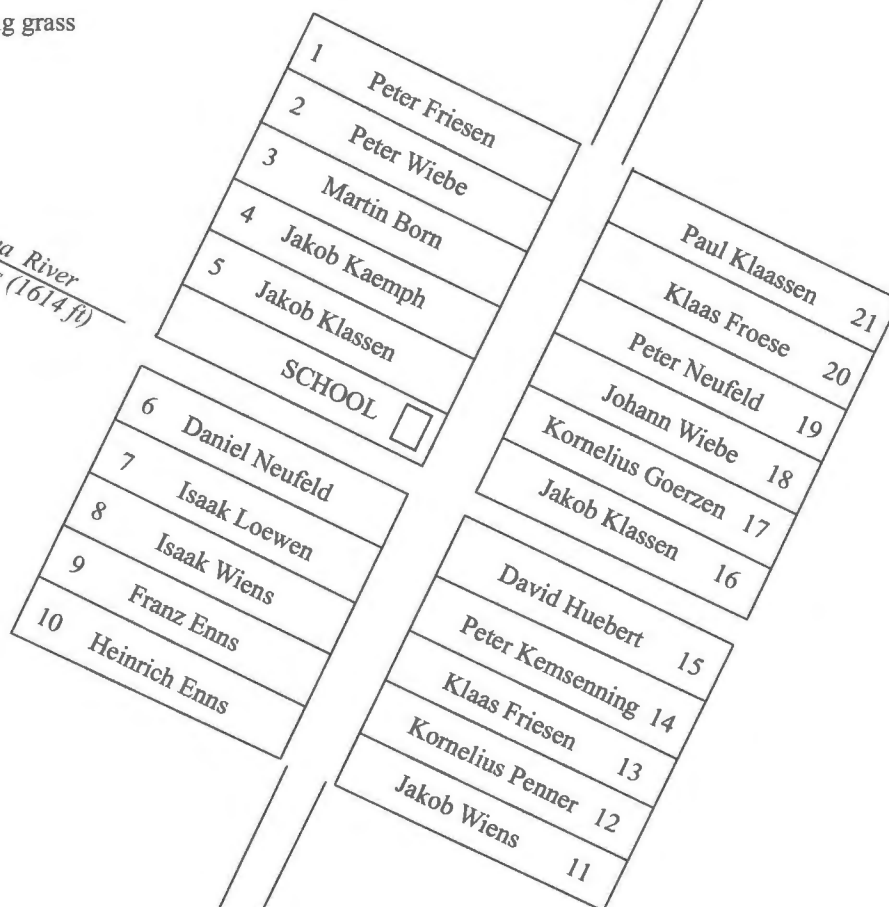 grass
1 Peter Friesen
2 Peter Wiebe
3 Martin Born
4 Jakob Kaemph
5 Jakob Klassen
SCHOOL
6 Daniel Neufeld
7 Isaak Loewen
8 Isaak Wiens
9 Franz Enns
10 Heinrich Enns
River
(1614 ft)
Paul Klaassen 21
Klaas Froese 20
Peter Neufeld 19
Johann Wiebe 18
Kornelius Goerzen 17
Jakob Klassen 16
David Huebert 15
Peter Kemsenning 14
Klaas Friesen 13
Kornelius Penner 12
Jakob Wiens 11